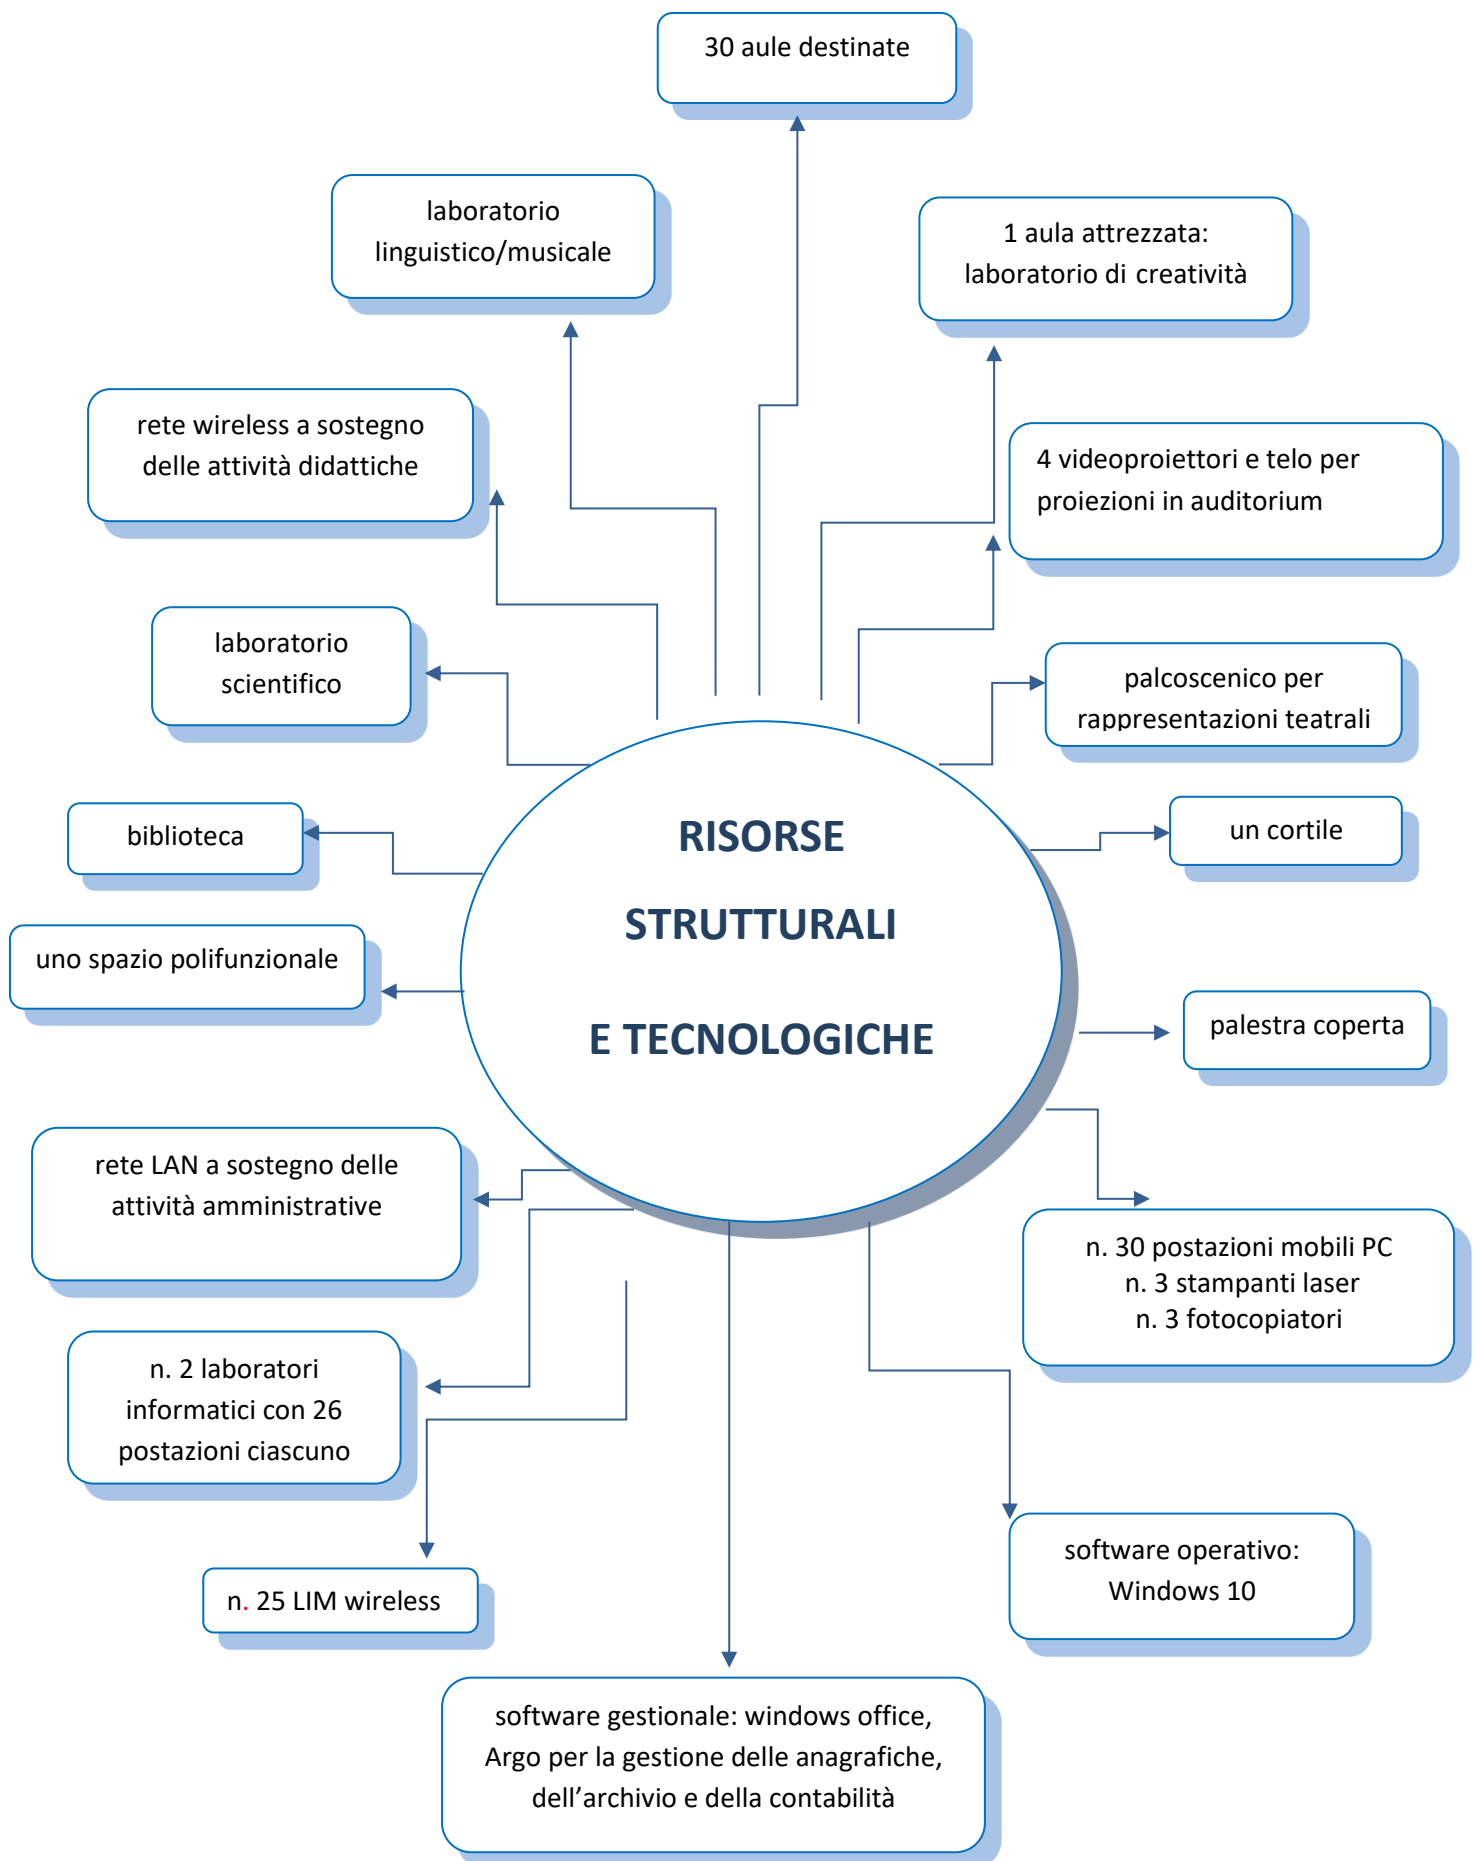 30 aule destinate
laboratorio
linguistico/musicale
1 aula attrezzata:
laboratorio di creatività
rete wireless a sostegno
delle attività didattiche
4 videoproiettori e telo per
proiezioni in auditorium
laboratorio
scientifico
palcoscenico per
rappresentazioni teatrali
biblioteca
un cortile
RISORSE
STRUTTURALI
E TECNOLOGICHE
uno spazio polifunzionale
palestra coperta
rete LAN a sostegno delle
attività amministrative
n. 30 postazioni mobili PC
n. 3 stampanti laser
n. 3 fotocopiatori
n. 2 laboratori
informatici con 26
postazioni ciascuno
n. 25 LIM wireless
software operativo:
Windows 10
software gestionale: windows office,
Argo per la gestione delle anagrafiche,
dell’archivio e della contabilità